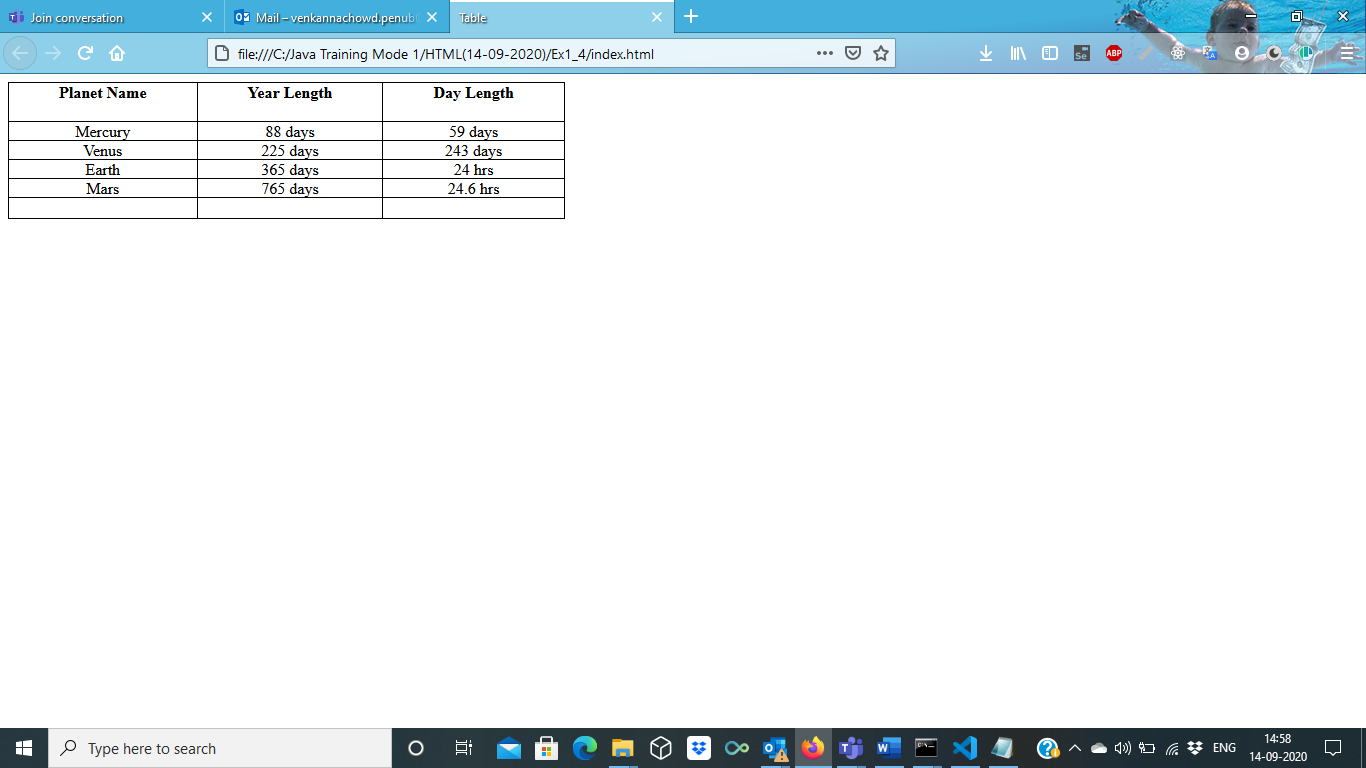 Join conversation
Mail – venkannachowd.penub
Table
file:///C:/Java Training Mode 1/HTML(14-09-2020)/Ex1_4/index.html
Se
ABP
Planet Name Year Length Day Length
Mercury 88 days 59 days
Venus 225 days 243 days
Earth 365 days 24 hrs
Mars 765 days 24.6 hrs
Type here to search
ENG
14:58
14-09-2020